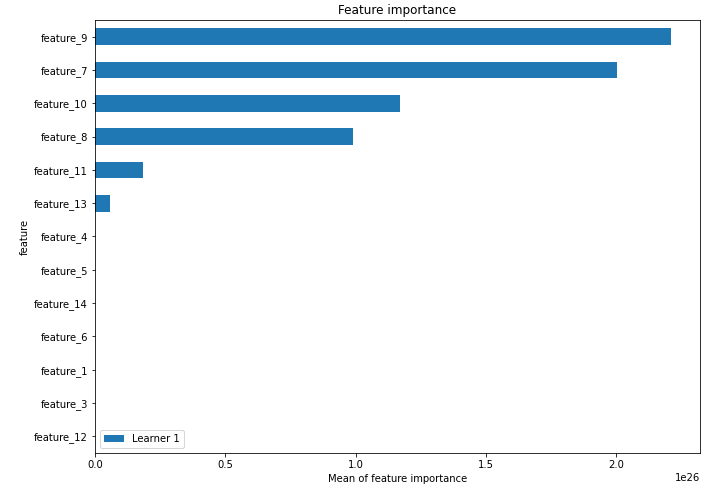 Feature importance
feature_9
feature_7
feature_10
feature_8
feature_11
feature_13
feature_4
feature_5
feature_14
feature_6
feature_1
feature_3
feature_12
feature
Learner 1
0.0 0.5 1.0 1.5 2.0
1e26
Mean of feature importance